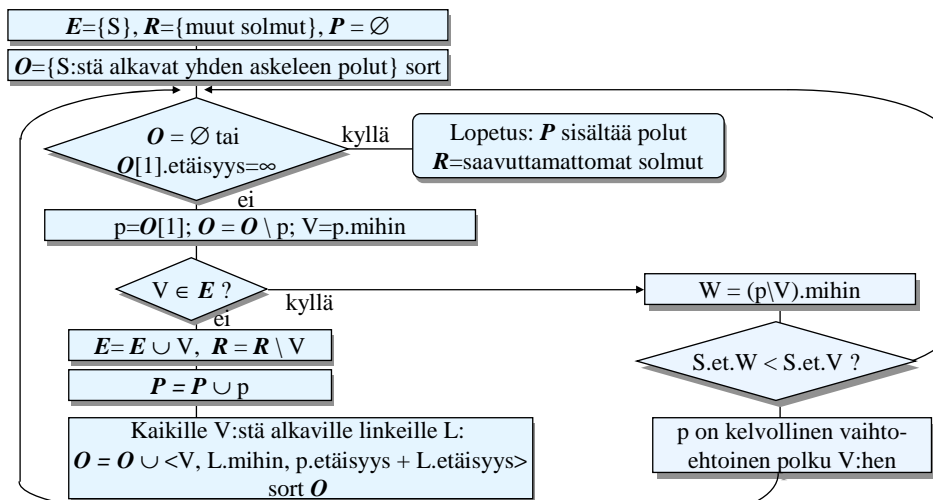 E={S}, R={muut solmut}, P = ∅
O={S:stä alkavat yhden askeleen polut} sort
O = ∅ tai
O[1].etäisyys=∞
kyllä
Lopetus: P sisältää polut
R=saavuttamattomat solmut
ei
p=O[1]; O = O \ p; V=p.mihin
V ∈ E ?
kyllä
W = (p\V).mihin
ei
E= E ∪ V, R = R \ V
S.et.W < S.et.V ?
P = P ∪ p
Kaikille V:stä alkaville linkeille L:
O = O ∪ <V, L.mihin, p.etäisyys + L.etäisyys>
sort O
p on kelvollinen vaihto-
ehtoinen polku V:hen